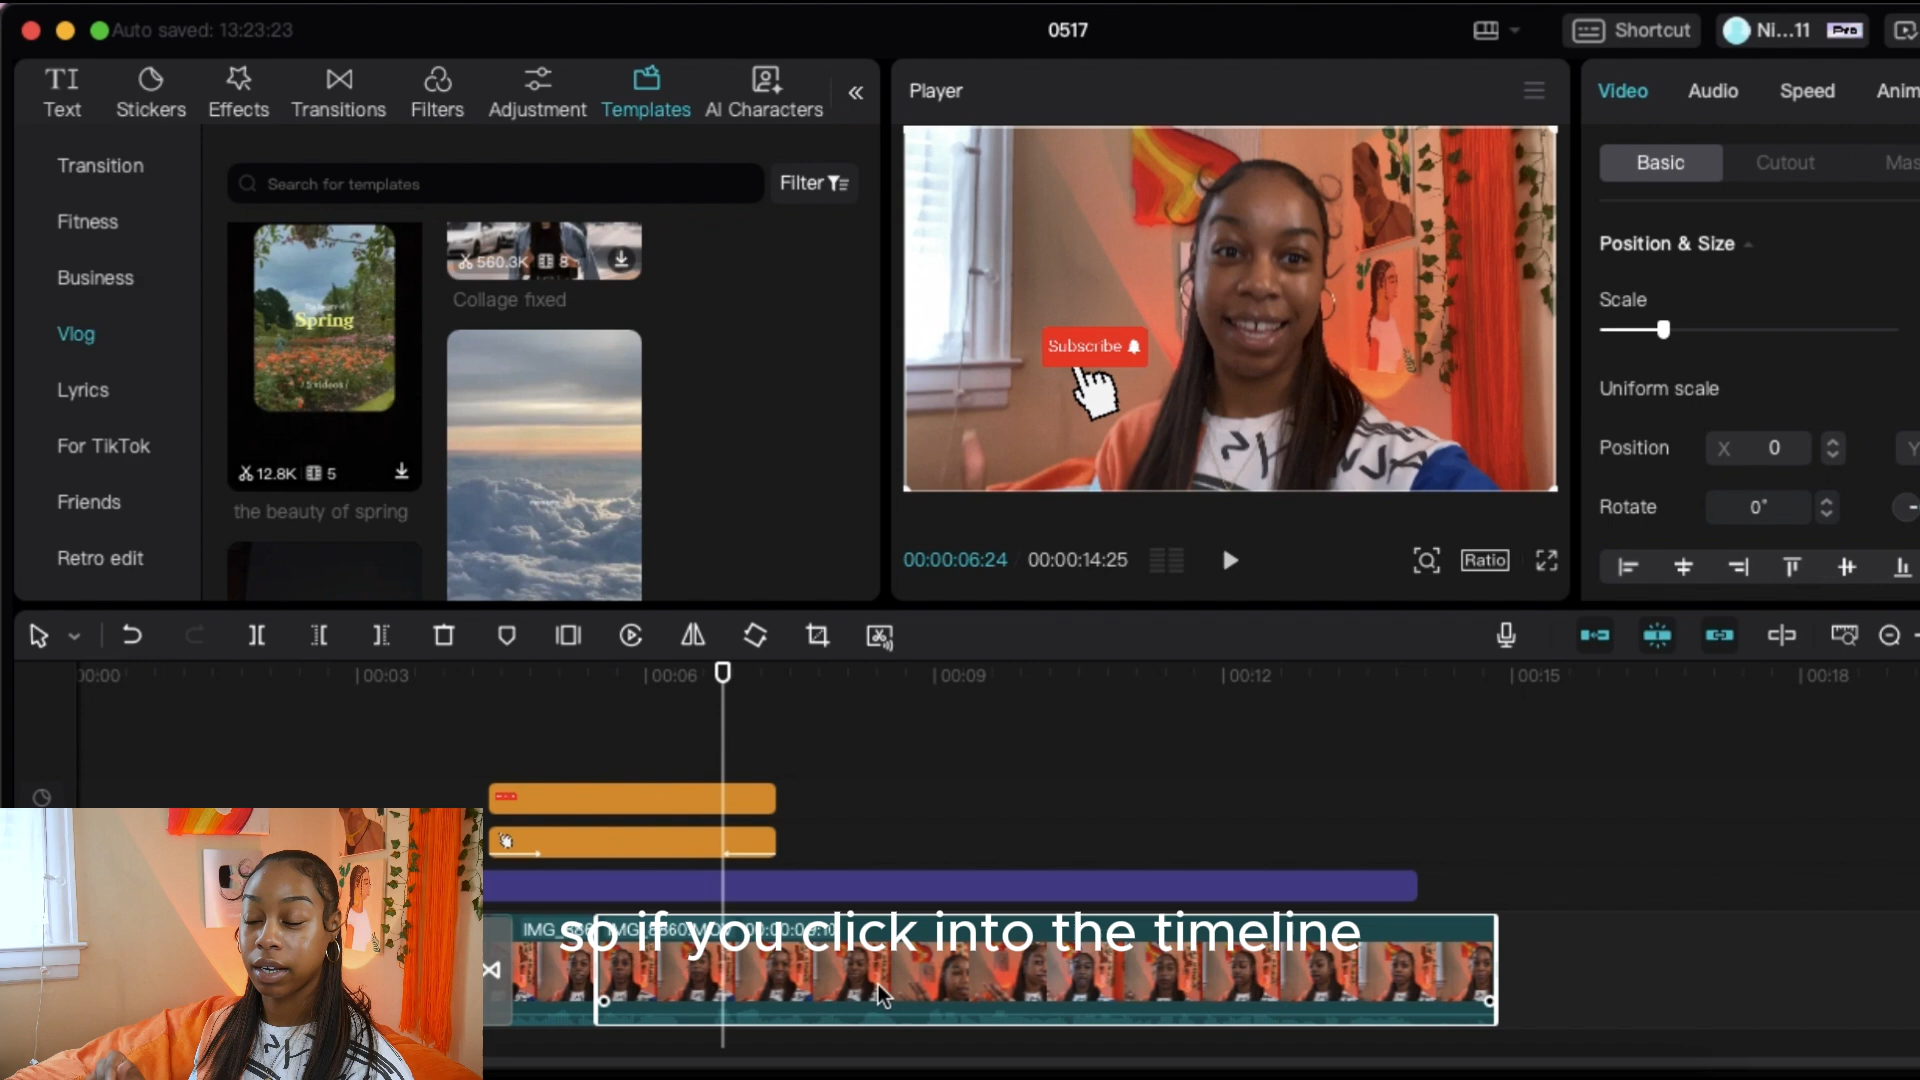 Auto saved: 13:23:23
0517
Shortcut
Ni...11
Pro
TI
Text
Stickers
Effects
Transitions
Filters
Adjustment
Templates
AI Characters
«
Transition
Fitness
Business
Vlog
Lyrics
For TikTok
Friends
Retro edit
Search for templates
Filter
Spring
12.8K
5
the beauty of spring
560.3K
8
Collage fixed
Player
Subscribe
00:00:06:24
00:00:14:25
Ratio
Video
Audio
Speed
Anim
Basic
Cutout
Mas
Position & Size
Scale
Uniform scale
Position
X
0
Y
Rotate
0°
00:00
00:03
00:06
00:09
00:12
00:15
00:18
so if you click into the timeline